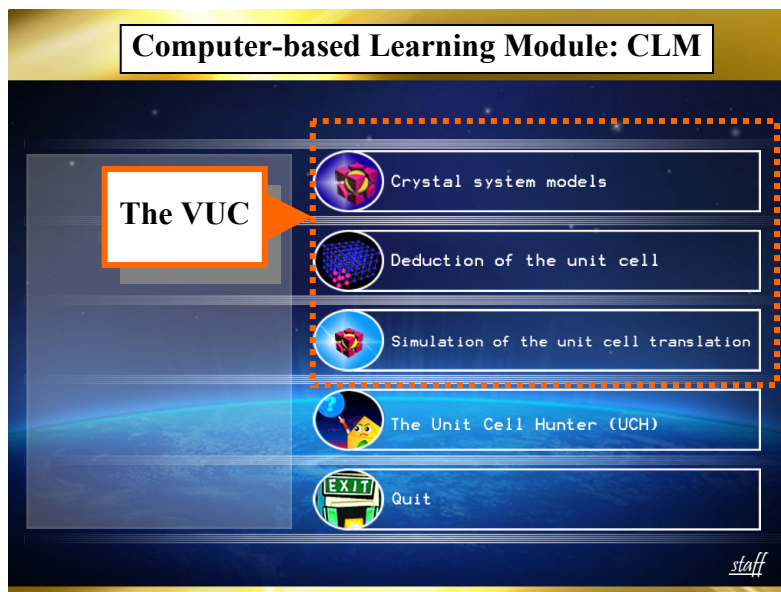 Computer-based Learning Module: CLM
Crystal system models
The VUC
Deduction of the unit cell
Simulation of the unit cell translation
?
The Unit Cell Hunter (UCH)
EXIT
Quit
staff